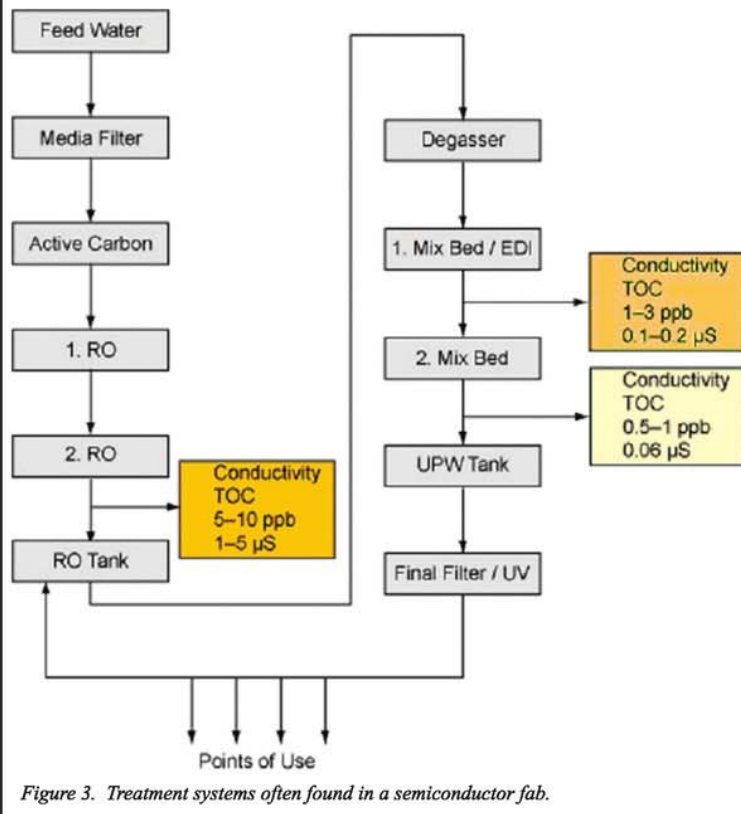 Feed Water
Media Filter
Active Carbon
1. RO
2. RO
Conductivity
TOC
5–10 ppb
1–5 µS
RO Tank
Degasser
1. Mix Bed / EDI
Conductivity
TOC
1–3 ppb
0.1–0.2 µS
2. Mix Bed
Conductivity
TOC
0.5–1 ppb
0.06 µS
UPW Tank
Final Filter / UV
Points of Use
Figure 3. Treatment systems often found in a semiconductor fab.